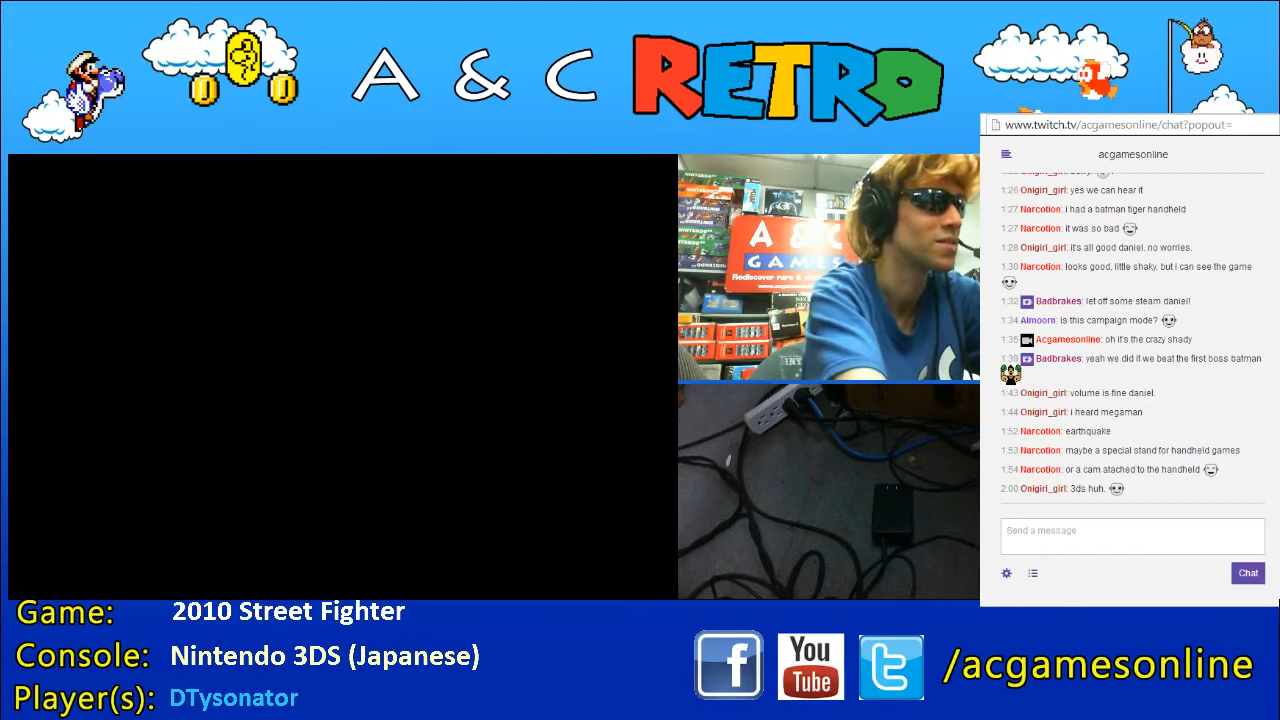 A & C RETRO
www.twitch.tv/acgamesonline/chat?popout=
acgamesonline
1:26 Onigiri_girl: yes we can hear it
1:27 Narcotion: i had a batman tiger handheld
1:27 Narcotion: it was so bad
1:28 Onigiri_girl: it's all good daniel. no worries.
1:30 Narcotion: looks good, little shaky, but i can see the game
1:32 Badbrakes: let off some steam daniel!
1:34 Almoorn: is this campaign mode?
1:35 Acgamesonline: oh it's the crazy shady
1:39 Badbrakes: yeah we did it we beat the first boss batman
1:43 Onigiri_girl: volume is fine daniel.
1:44 Onigiri_girl: i heard megaman
1:52 Narcotion: earthquake
1:53 Narcotion: maybe a special stand for handheld games
1:54 Narcotion: or a cam atached to the handheld
2:00 Onigiri_girl: 3ds huh.
Send a message
Chat
A & C
GAMES
Rediscover rare &
Game: 2010 Street Fighter
Console: Nintendo 3DS (Japanese)
Player(s): DTysonator
f
You
Tube
t
/acgamesonline